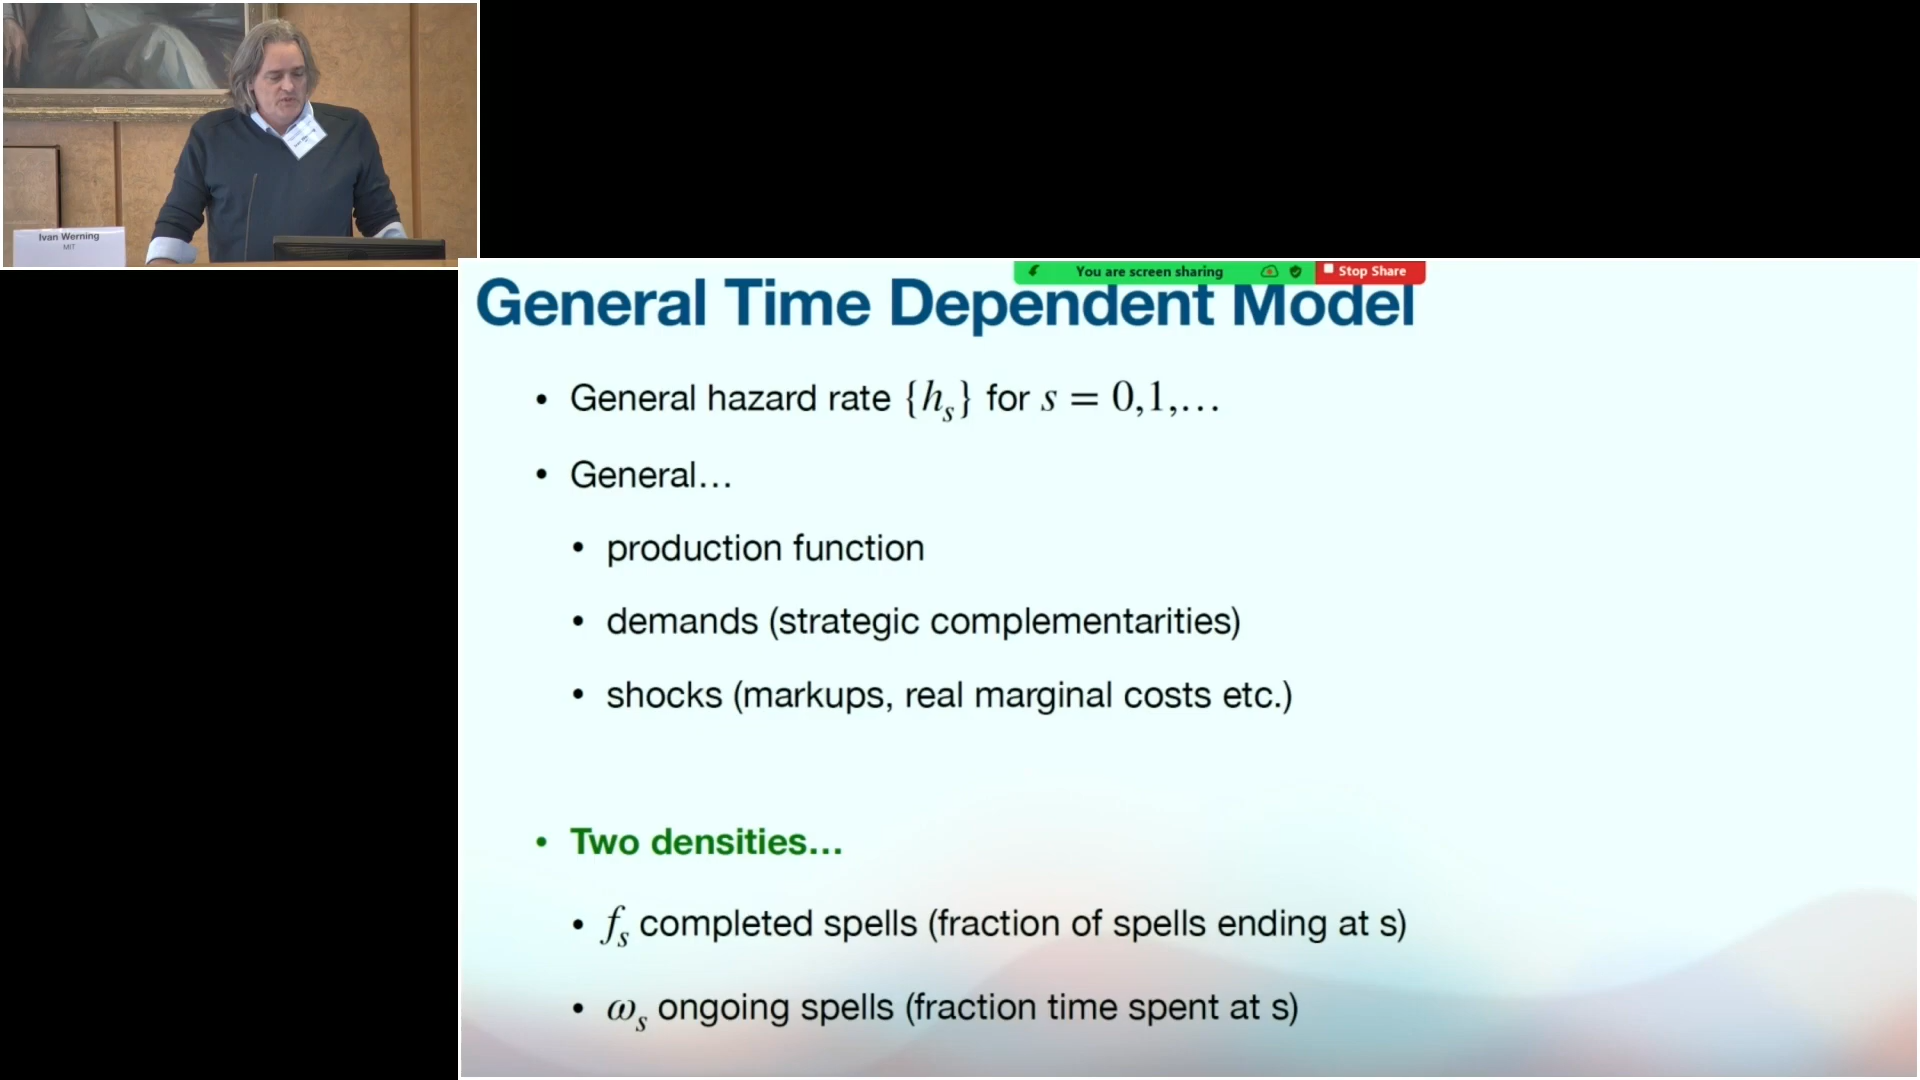 Ivan Werning
MIT
You are screen sharing
Stop Share
General Time Dependent Model
• General hazard rate {hₛ} for s = 0,1,…
• General…
• production function
• demands (strategic complementarities)
• shocks (markups, real marginal costs etc.)
• Two densities…
• fₛ completed spells (fraction of spells ending at s)
• ωₛ ongoing spells (fraction time spent at s)